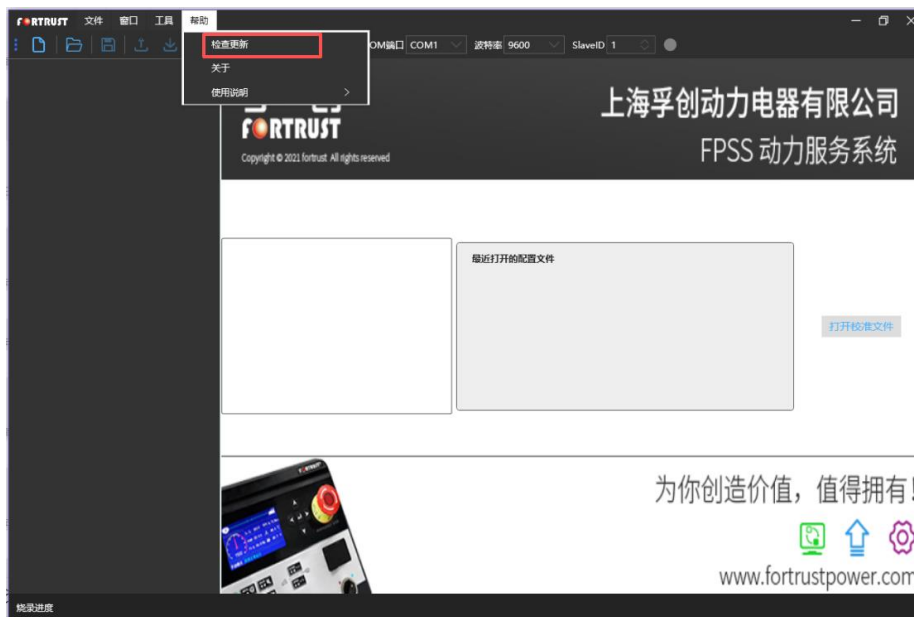 FORTRUST 文件 窗口 工具 帮助
检查更新
OM端口 COM1 波特率 9600 SlaveID 1
关于
使用说明
FORTRUST
Copyright © 2021 fortrust All rights reserved
上海孚创动力电器有限公司
FPSS 动力服务系统
最近打开的配置文件
打开校准文件
FORTRUST
为你创造价值，值得拥有!
www.fortrustpower.com
烧录进度